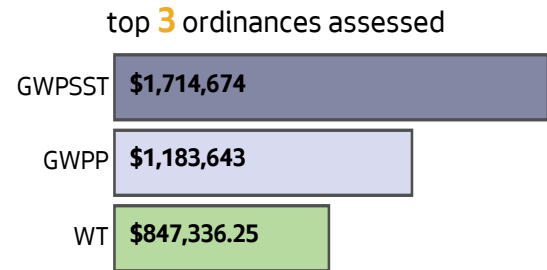 top 3 ordinances assessed
GWPSST $1,714,674
GWPP $1,183,643
WT $847,336.25